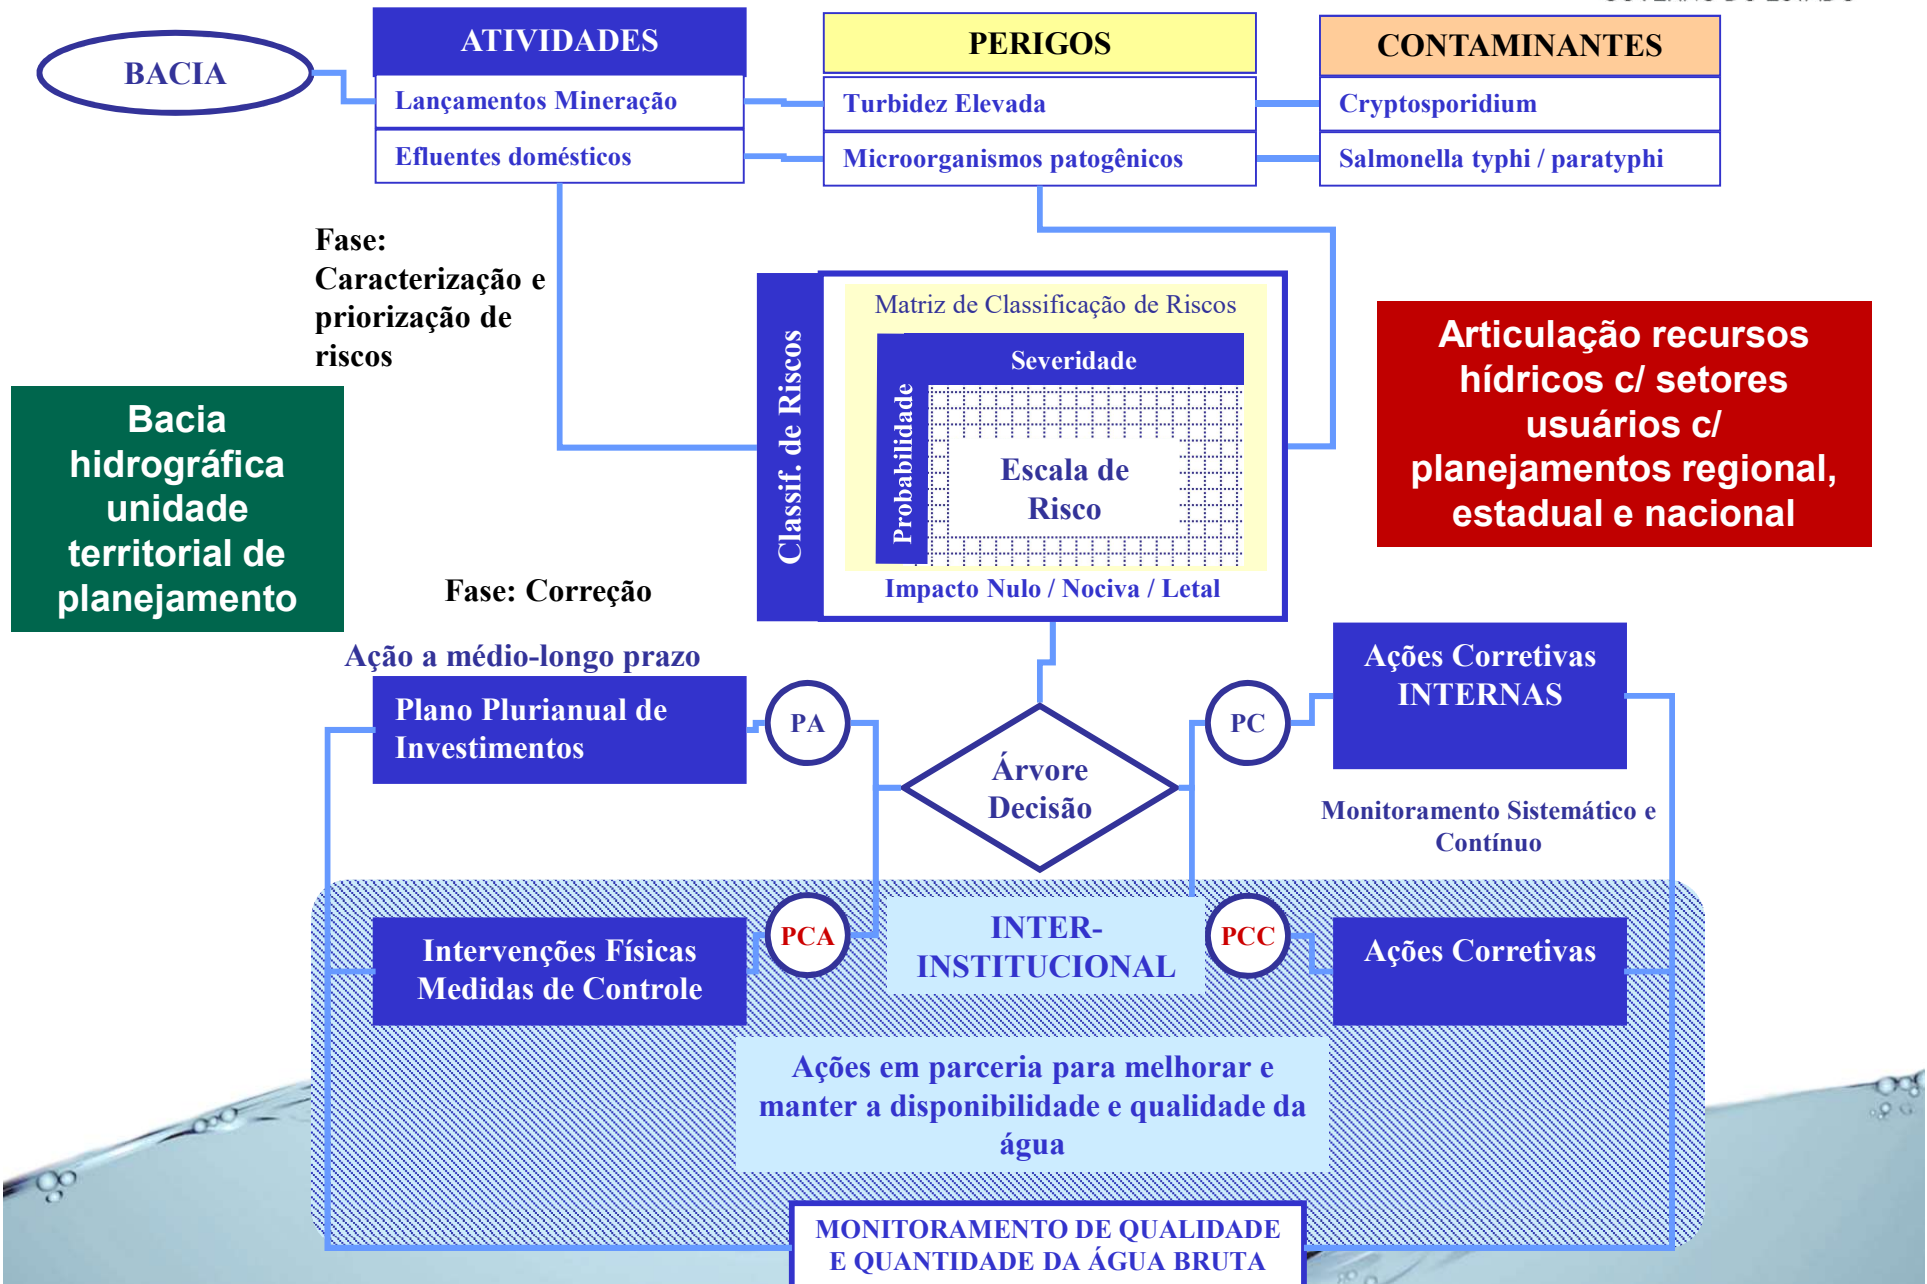 BACIA
ATIVIDADES
PERIGOS
CONTAMINANTES
Lançamentos Mineração
Turbidez Elevada
Cryptosporidium
Efluentes domésticos
Microorganismos patogênicos
Salmonella typhi / paratyphi
Fase:
Caracterização e
priorização de
riscos
Classif. de Riscos
Matriz de Classificação de Riscos
Severidade
Probabilidade
Escala de
Risco
Impacto Nulo / Nociva / Letal
Articulação recursos
hídricos c/ setores
usuários c/
planejamentos regional,
estadual e nacional
Bacia
hidrográfica
unidade
territorial de
planejamento
Fase: Correção
Ação a médio-longo prazo
Plano Plurianual de
Investimentos
PA
Árvore
Decisão
PC
Ações Corretivas
INTERNAS
Monitoramento Sistemático e
Contínuo
Intervenções Físicas
Medidas de Controle
PCA
INTER-
INSTITUCIONAL
PCC
Ações Corretivas
Ações em parceria para melhorar e
manter a disponibilidade e qualidade da
água
MONITORAMENTO DE QUALIDADE
E QUANTIDADE DA ÁGUA BRUTA